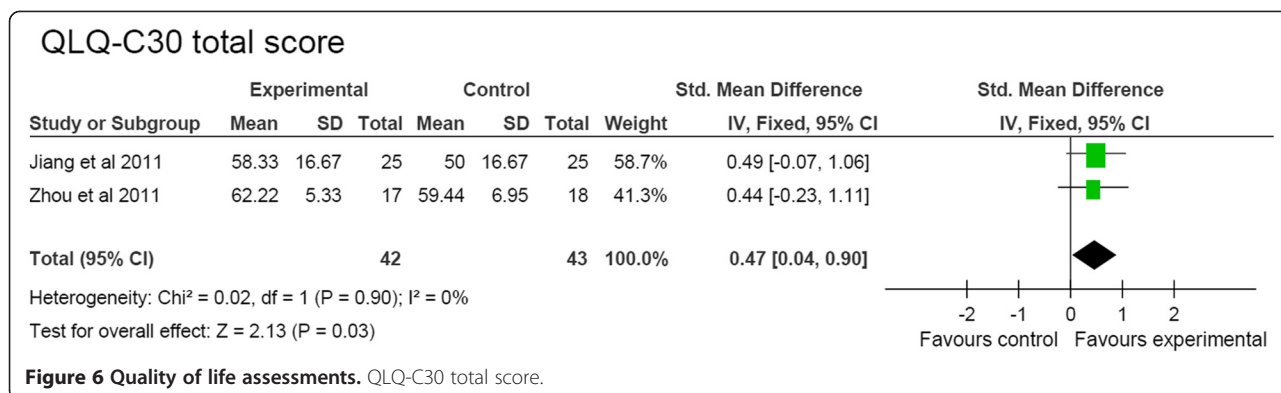 QLQ-C30 total score
Experimental Control Std. Mean Difference Std. Mean Difference
Study or Subgroup Mean SD Total Mean SD Total Weight IV, Fixed, 95% CI IV, Fixed, 95% CI
Jiang et al 2011 58.33 16.67 25 50 16.67 25 58.7% 0.49 [-0.07, 1.06]
Zhou et al 2011 62.22 5.33 17 59.44 6.95 18 41.3% 0.44 [-0.23, 1.11]
Total (95% CI) 42 43 100.0% 0.47 [0.04, 0.90]
Heterogeneity: Chi² = 0.02, df = 1 (P = 0.90); I² = 0%
Test for overall effect: Z = 2.13 (P = 0.03)
-2 -1 0 1 2
Favours control Favours experimental
Figure 6 Quality of life assessments. QLQ-C30 total score.